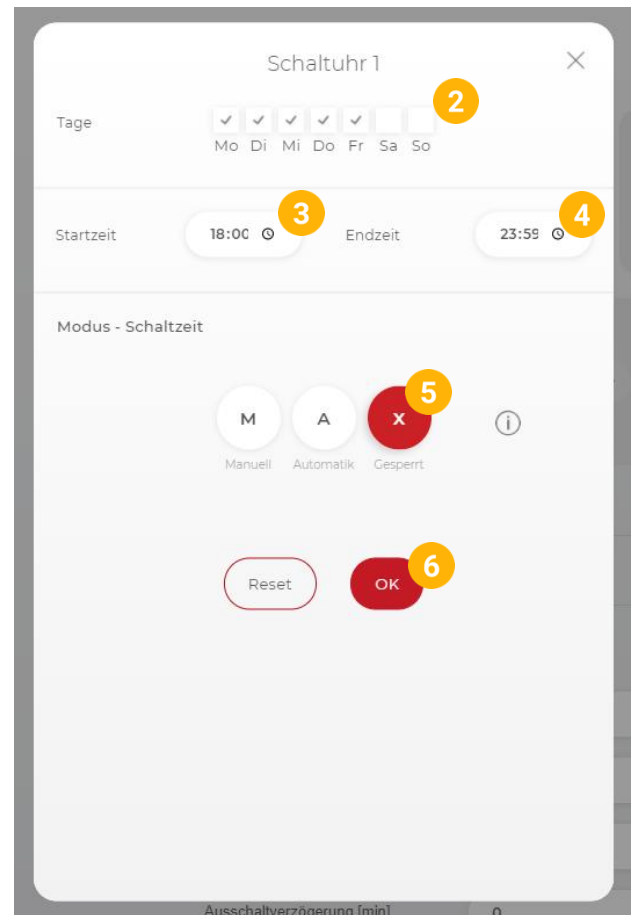 Schaltuhr 1
2
Tage
Mo Di Mi Do Fr Sa So
3
4
Startzeit 18:00 Endzeit 23:59
Modus - Schaltzeit
5
M A X
Manuell Automatik Gesperrt
6
Reset OK
Ausschaltverzögerung [min] 0